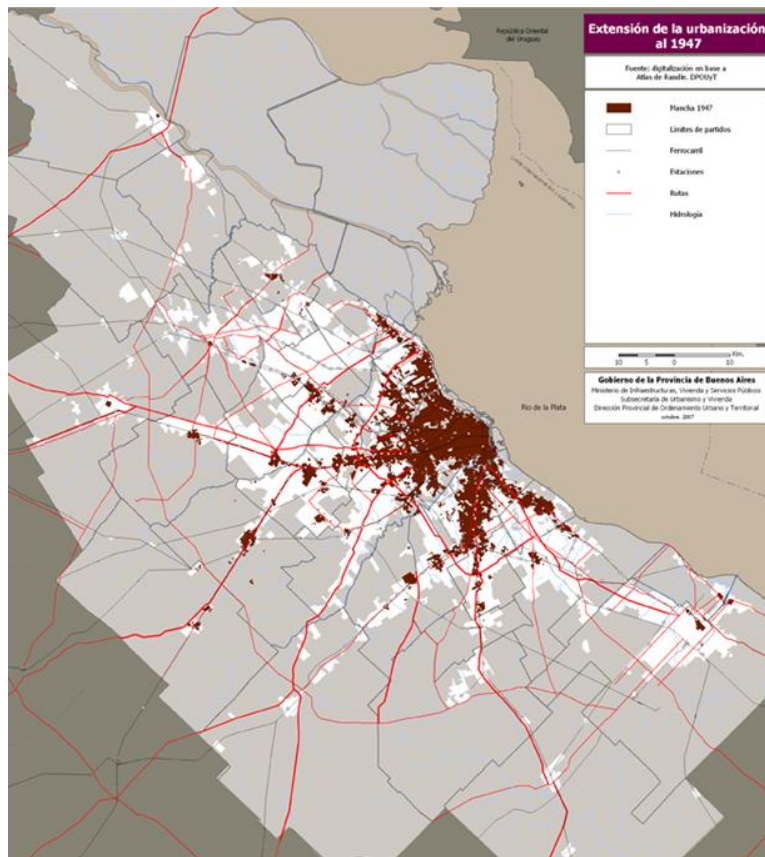 República Oriental
del Uruguay
Extensión de la urbanización
al 1947
Fuente: digitalización en base a
Atlas de Randle. DPOUyT
Mancha 1947
Límites de partidos
Ferrocarril
Estaciones
Rutas
Hidrología
Km.
10 5 0 10
Gobierno de la Provincia de Buenos Aires
Ministerio de Infraestructura, Vivienda y Servicios Públicos
Subsecretaría de Urbanismo y Vivienda
Dirección Provincial de Ordenamiento Urbano y Territorial
octubre, 2007
Rio de la Plata